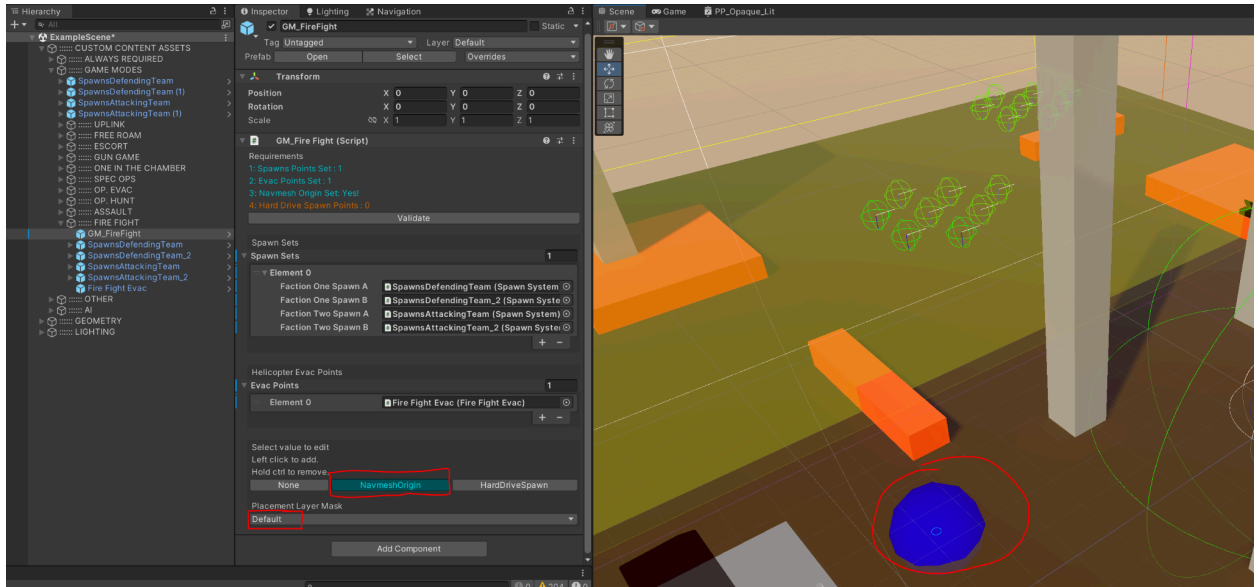 Hierarchy
All
ExampleScene*
:::::: CUSTOM CONTENT ASSETS
:::::: ALWAYS REQUIRED
:::::: GAME MODES
SpawnsDefendingTeam
SpawnsDefendingTeam (1)
SpawnsAttackingTeam
SpawnsAttackingTeam (1)
:::::: UPLINK
:::::: FREE ROAM
:::::: ESCORT
:::::: GUN GAME
:::::: ONE IN THE CHAMBER
:::::: SPEC OPS
:::::: OP. EVAC
:::::: OP. HUNT
:::::: ASSAULT
:::::: FIRE FIGHT
GM_FireFight
SpawnsDefendingTeam
SpawnsDefendingTeam_2
SpawnsAttackingTeam
SpawnsAttackingTeam_2
Fire Fight Evac
:::::: OTHER
:::::: AI
:::::: GEOMETRY
:::::: LIGHTING
Inspector Lighting Navigation
GM_FireFight Static
Tag Untagged Layer Default
Prefab Open Select Overrides
Transform
Position X 0 Y 0 Z 0
Rotation X 0 Y 0 Z 0
Scale X 1 Y 1 Z 1
GM_Fire Fight (Script)
Requirements
1: Spawns Points Set : 1
2: Evac Points Set : 1
3: Navmesh Origin Set: Yes!
4: Hard Drive Spawn Points : 0
Validate
Spawn Sets
Spawn Sets 1
Element 0
Faction One Spawn A SpawnsDefendingTeam (Spawn System
Faction One Spawn B SpawnsDefendingTeam_2 (Spawn System
Faction Two Spawn A SpawnsAttackingTeam (Spawn System)
Faction Two Spawn B SpawnsAttackingTeam_2 (Spawn Syste
+ −
Helicopter Evac Points
Evac Points 1
Element 0 Fire Fight Evac (Fire Fight Evac)
+ −
Select value to edit
Left click to add.
Hold ctrl to remove.
None NavmeshOrigin HardDriveSpawn
Placement Layer Mask
Default
Add Component
Scene Game PP_Opaque_Lit